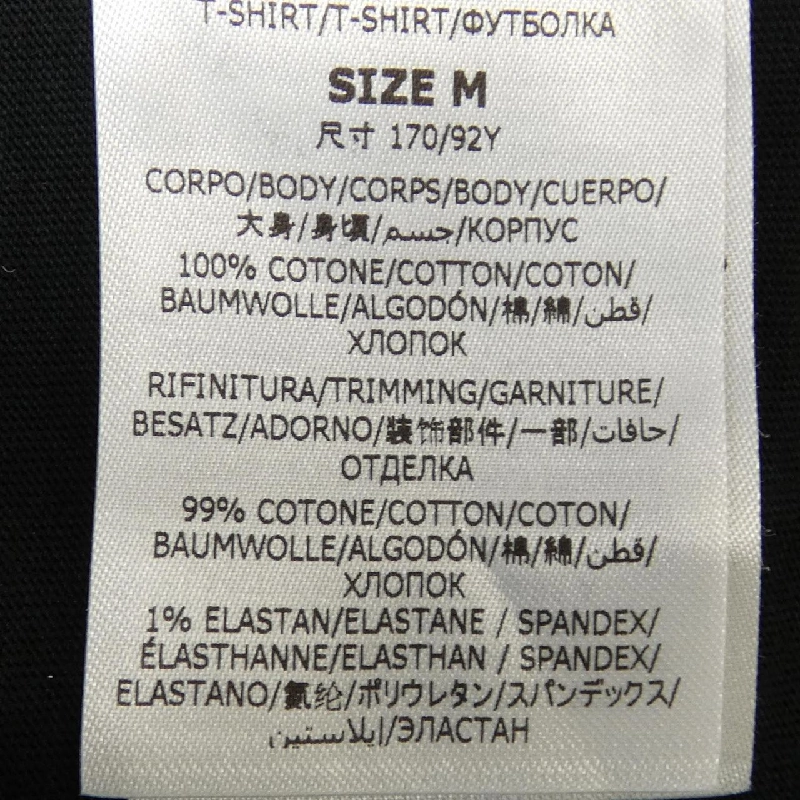 T-SHIRT/T-SHIRT/ФУТБОЛКА
SIZE M
尺寸 170/92Y
CORPO/BODY/CORPS/BODY/CUERPO/
大身/身頃/جسم/КОРПУС
100% COTONE/COTTON/COTON/
BAUMWOLLE/ALGODÓN/棉/綿/قطن/
ХЛОПОК
RIFINITURA/TRIMMING/GARNITURE/
BESATZ/ADORNO/装饰部件/一部/حافات/
ОТДЕЛКА
99% COTONE/COTTON/COTON/
BAUMWOLLE/ALGODÓN/棉/綿/قطن/
ХЛОПОК
1% ELASTAN/ELASTANE / SPANDEX/
ÉLASTHANNE/ELASTHAN / SPANDEX/
ELASTANO/氨纶/ポリウレタン/スパンデックス/
إيلاستين/ЭЛАСТАН